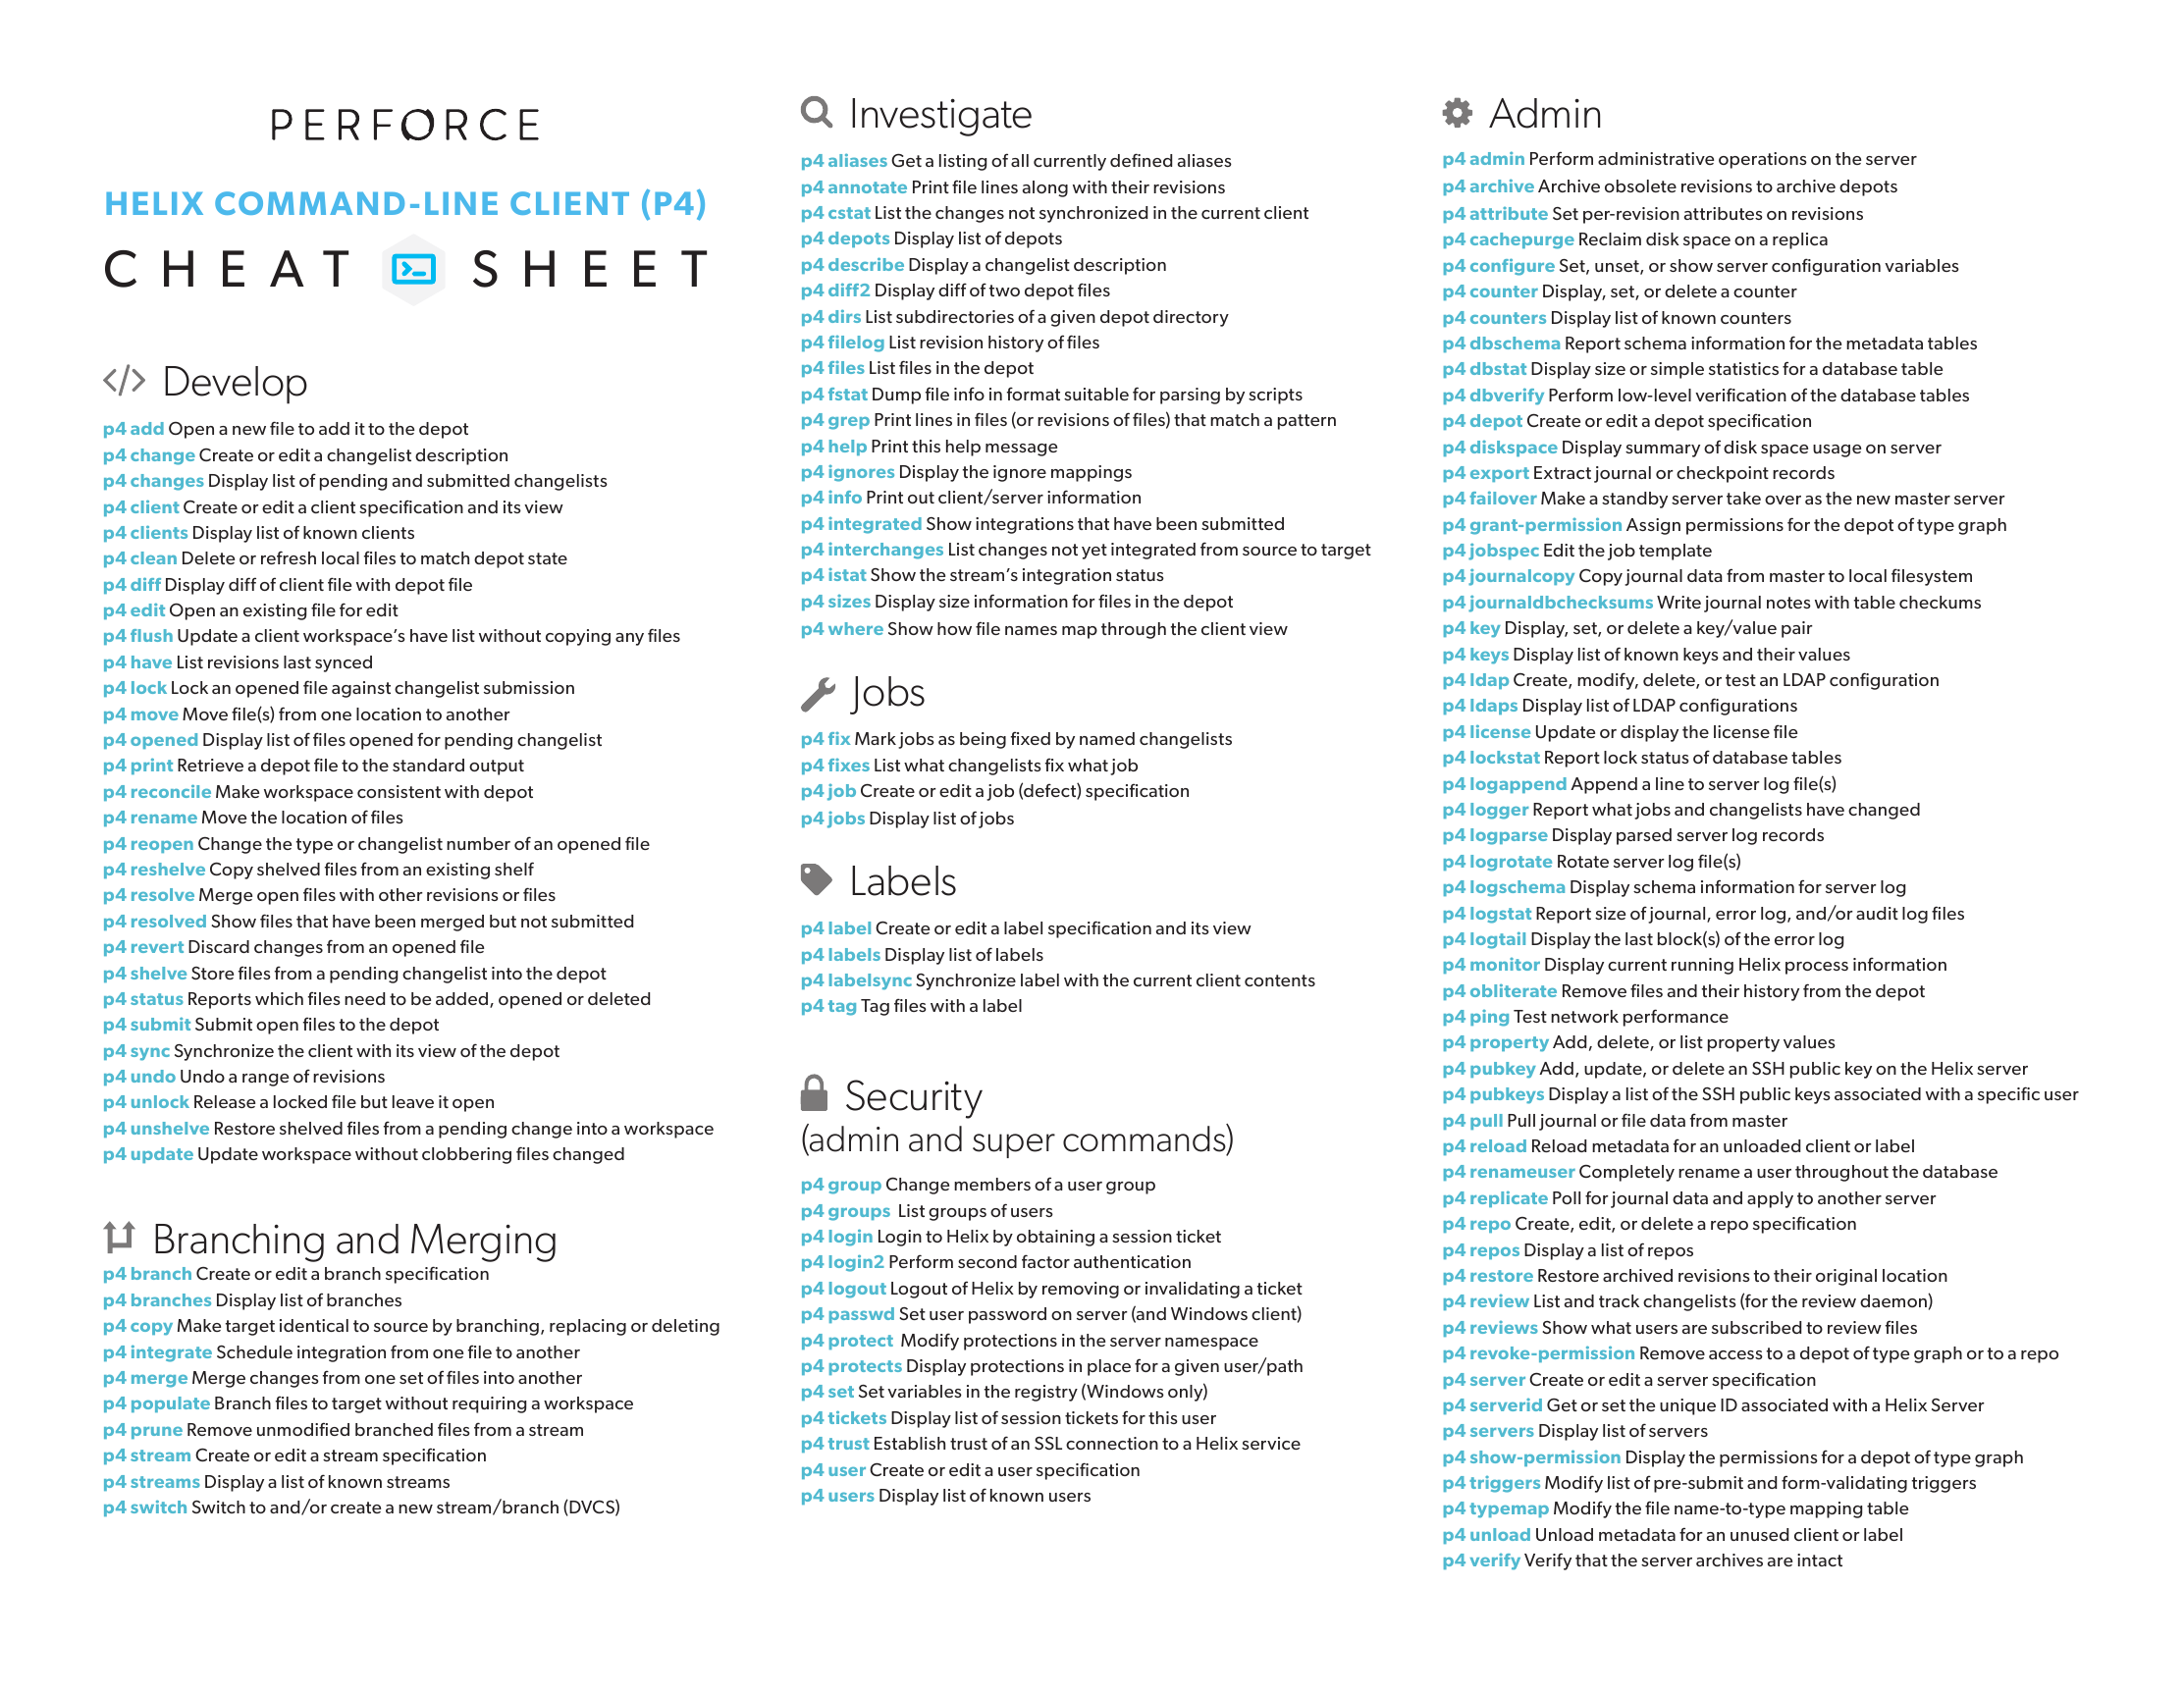 PERFORCE
HELIX COMMAND-LINE CLIENT (P4)
CHEAT SHEET
Develop
p4 add Open a new file to add it to the depot
p4 change Create or edit a changelist description
p4 changes Display list of pending and submitted changelists
p4 client Create or edit a client specification and its view
p4 clients Display list of known clients
p4 clean Delete or refresh local files to match depot state
p4 diff Display diff of client file with depot file
p4 edit Open an existing file for edit
p4 flush Update a client workspace's have list without copying any files
p4 have List revisions last synced
p4 lock Lock an opened file against changelist submission
p4 move Move file(s) from one location to another
p4 opened Display list of files opened for pending changelist
p4 print Retrieve a depot file to the standard output
p4 reconcile Make workspace consistent with depot
p4 rename Move the location of files
p4 reopen Change the type or changelist number of an opened file
p4 reshelve Copy shelved files from an existing shelf
p4 resolve Merge open files with other revisions or files
p4 resolved Show files that have been merged but not submitted
p4 revert Discard changes from an opened file
p4 shelve Store files from a pending changelist into the depot
p4 status Reports which files need to be added, opened or deleted
p4 submit Submit open files to the depot
p4 sync Synchronize the client with its view of the depot
p4 undo Undo a range of revisions
p4 unlock Release a locked file but leave it open
p4 unshelve Restore shelved files from a pending change into a workspace
p4 update Update workspace without clobbering files changed
Branching and Merging
p4 branch Create or edit a branch specification
p4 branches Display list of branches
p4 copy Make target identical to source by branching, replacing or deleting
p4 integrate Schedule integration from one file to another
p4 merge Merge changes from one set of files into another
p4 populate Branch files to target without requiring a workspace
p4 prune Remove unmodified branched files from a stream
p4 stream Create or edit a stream specification
p4 streams Display a list of known streams
p4 switch Switch to and/or create a new stream/branch (DVCS)
Investigate
p4 aliases Get a listing of all currently defined aliases
p4 annotate Print file lines along with their revisions
p4 cstat List the changes not synchronized in the current client
p4 depots Display list of depots
p4 describe Display a changelist description
p4 diff2 Display diff of two depot files
p4 dirs List subdirectories of a given depot directory
p4 filelog List revision history of files
p4 files List files in the depot
p4 fstat Dump file info in format suitable for parsing by scripts
p4 grep Print lines in files (or revisions of files) that match a pattern
p4 help Print this help message
p4 ignores Display the ignore mappings
p4 info Print out client/server information
p4 integrated Show integrations that have been submitted
p4 interchanges List changes not yet integrated from source to target
p4 istat Show the stream's integration status
p4 sizes Display size information for files in the depot
p4 where Show how file names map through the client view
Jobs
p4 fix Mark jobs as being fixed by named changelists
p4 fixes List what changelists fix what job
p4 job Create or edit a job (defect) specification
p4 jobs Display list of jobs
Labels
p4 label Create or edit a label specification and its view
p4 labels Display list of labels
p4 labelsync Synchronize label with the current client contents
p4 tag Tag files with a label
Security
(admin and super commands)
p4 group Change members of a user group
p4 groups List groups of users
p4 login Login to Helix by obtaining a session ticket
p4 login2 Perform second factor authentication
p4 logout Logout of Helix by removing or invalidating a ticket
p4 passwd Set user password on server (and Windows client)
p4 protect Modify protections in the server namespace
p4 protects Display protections in place for a given user/path
p4 set Set variables in the registry (Windows only)
p4 tickets Display list of session tickets for this user
p4 trust Establish trust of an SSL connection to a Helix service
p4 user Create or edit a user specification
p4 users Display list of known users
Admin
p4 admin Perform administrative operations on the server
p4 archive Archive obsolete revisions to archive depots
p4 attribute Set per-revision attributes on revisions
p4 cachepurge Reclaim disk space on a replica
p4 configure Set, unset, or show server configuration variables
p4 counter Display, set, or delete a counter
p4 counters Display list of known counters
p4 dbschema Report schema information for the metadata tables
p4 dbstat Display size or simple statistics for a database table
p4 dbverify Perform low-level verification of the database tables
p4 depot Create or edit a depot specification
p4 diskspace Display summary of disk space usage on server
p4 export Extract journal or checkpoint records
p4 failover Make a standby server take over as the new master server
p4 grant-permission Assign permissions for the depot of type graph
p4 jobspec Edit the job template
p4 journalcopy Copy journal data from master to local filesystem
p4 journaldbchecksums Write journal notes with table checkums
p4 key Display, set, or delete a key/value pair
p4 keys Display list of known keys and their values
p4 ldap Create, modify, delete, or test an LDAP configuration
p4 ldaps Display list of LDAP configurations
p4 license Update or display the license file
p4 lockstat Report lock status of database tables
p4 logappend Append a line to server log file(s)
p4 logger Report what jobs and changelists have changed
p4 logparse Display parsed server log records
p4 logrotate Rotate server log file(s)
p4 logschema Display schema information for server log
p4 logstat Report size of journal, error log, and/or audit log files
p4 logtail Display the last block(s) of the error log
p4 monitor Display current running Helix process information
p4 obliterate Remove files and their history from the depot
p4 ping Test network performance
p4 property Add, delete, or list property values
p4 pubkey Add, update, or delete an SSH public key on the Helix server
p4 pubkeys Display a list of the SSH public keys associated with a specific user
p4 pull Pull journal or file data from master
p4 reload Reload metadata for an unloaded client or label
p4 renameuser Completely rename a user throughout the database
p4 replicate Poll for journal data and apply to another server
p4 repo Create, edit, or delete a repo specification
p4 repos Display a list of repos
p4 restore Restore archived revisions to their original location
p4 review List and track changelists (for the review daemon)
p4 reviews Show what users are subscribed to review files
p4 revoke-permission Remove access to a depot of type graph or to a repo
p4 server Create or edit a server specification
p4 serverid Get or set the unique ID associated with a Helix Server
p4 servers Display list of servers
p4 show-permission Display the permissions for a depot of type graph
p4 triggers Modify list of pre-submit and form-validating triggers
p4 typemap Modify the file name-to-type mapping table
p4 unload Unload metadata for an unused client or label
p4 verify Verify that the server archives are intact